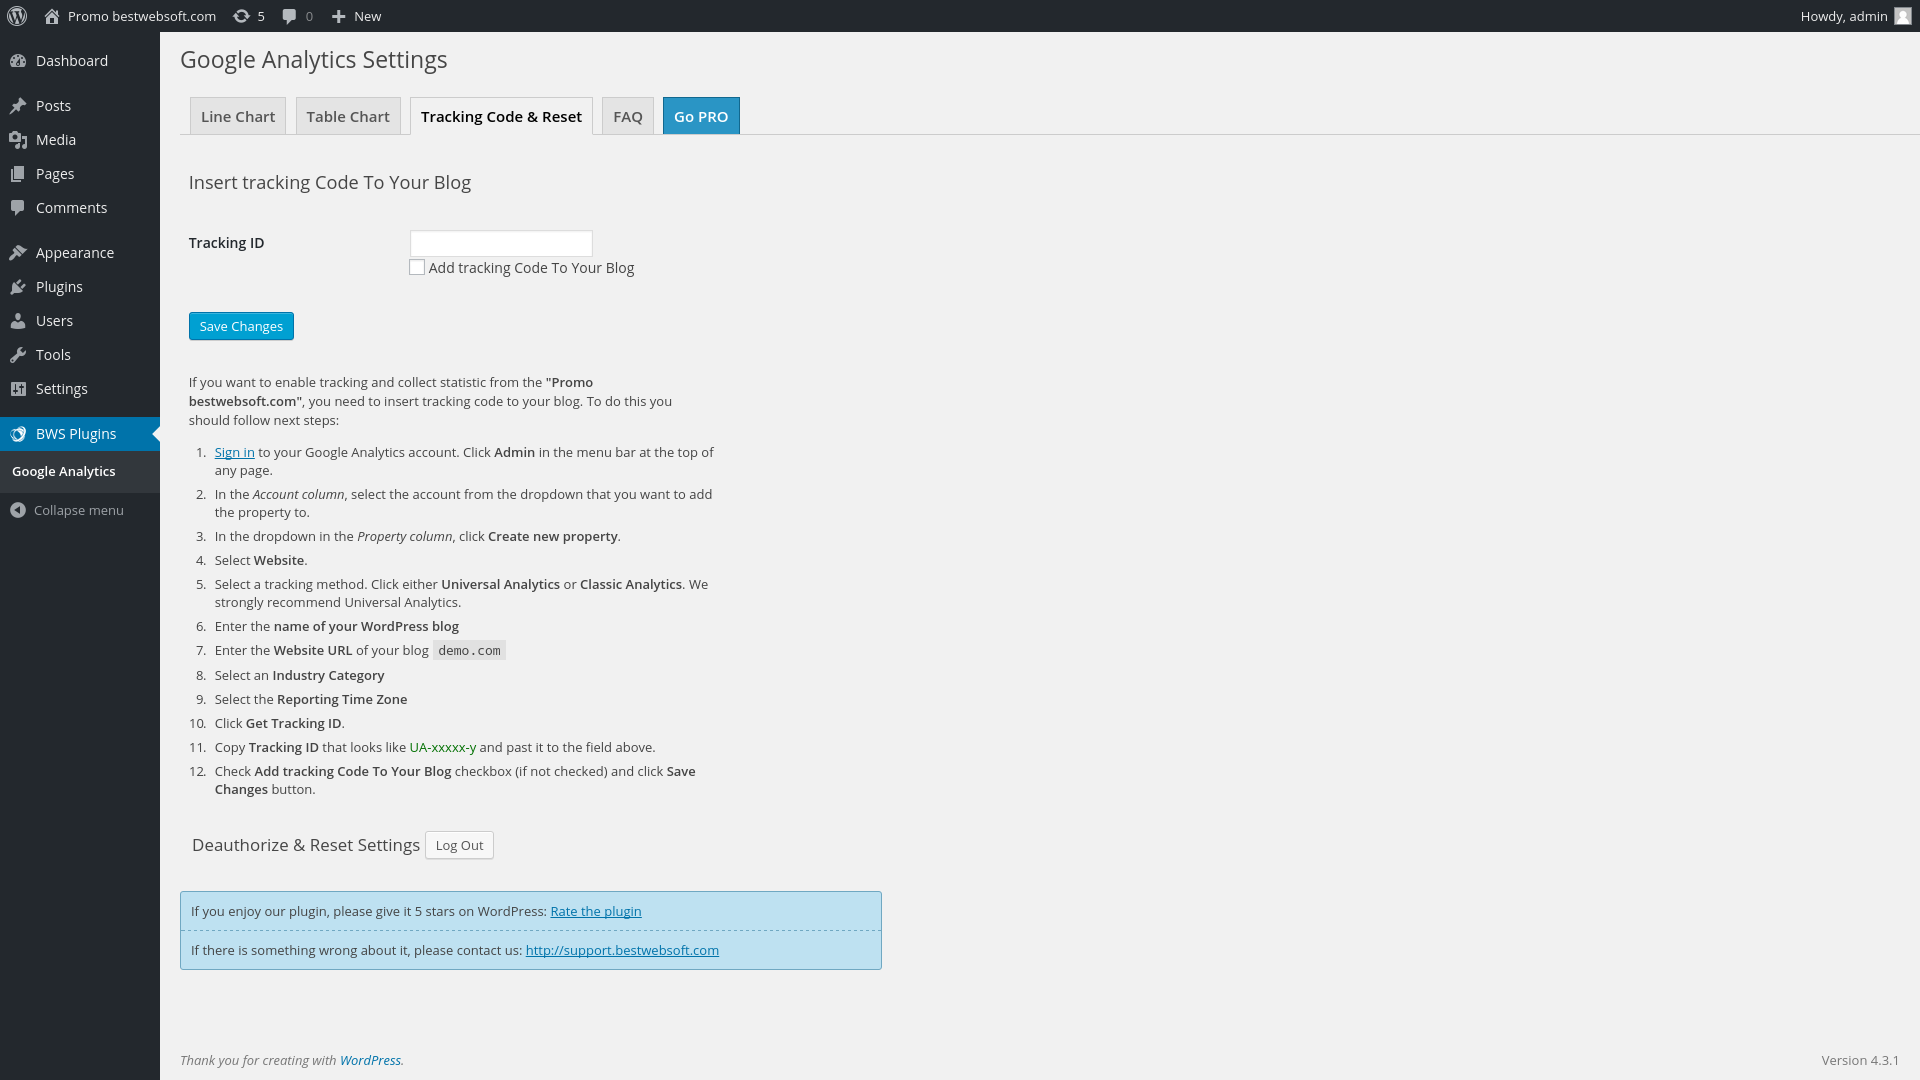 Promo bestwebsoft.com 5 0 New Howdy, admin
Dashboard
Posts
Media
Pages
Comments
Appearance
Plugins
Users
Tools
Settings
BWS Plugins
Google Analytics
Collapse menu
Google Analytics Settings
Line Chart Table Chart Tracking Code & Reset FAQ Go PRO
Insert tracking Code To Your Blog
Tracking ID
Add tracking Code To Your Blog
Save Changes
If you want to enable tracking and collect statistic from the "Promo
bestwebsoft.com", you need to insert tracking code to your blog. To do this you
should follow next steps:
1. Sign in to your Google Analytics account. Click Admin in the menu bar at the top of
any page.
2. In the Account column, select the account from the dropdown that you want to add
the property to.
3. In the dropdown in the Property column, click Create new property.
4. Select Website.
5. Select a tracking method. Click either Universal Analytics or Classic Analytics. We
strongly recommend Universal Analytics.
6. Enter the name of your WordPress blog
7. Enter the Website URL of your blog demo.com
8. Select an Industry Category
9. Select the Reporting Time Zone
10. Click Get Tracking ID.
11. Copy Tracking ID that looks like UA-xxxxx-y and past it to the field above.
12. Check Add tracking Code To Your Blog checkbox (if not checked) and click Save
Changes button.
Deauthorize & Reset Settings Log Out
If you enjoy our plugin, please give it 5 stars on WordPress: Rate the plugin
If there is something wrong about it, please contact us: http://support.bestwebsoft.com
Thank you for creating with WordPress. Version 4.3.1